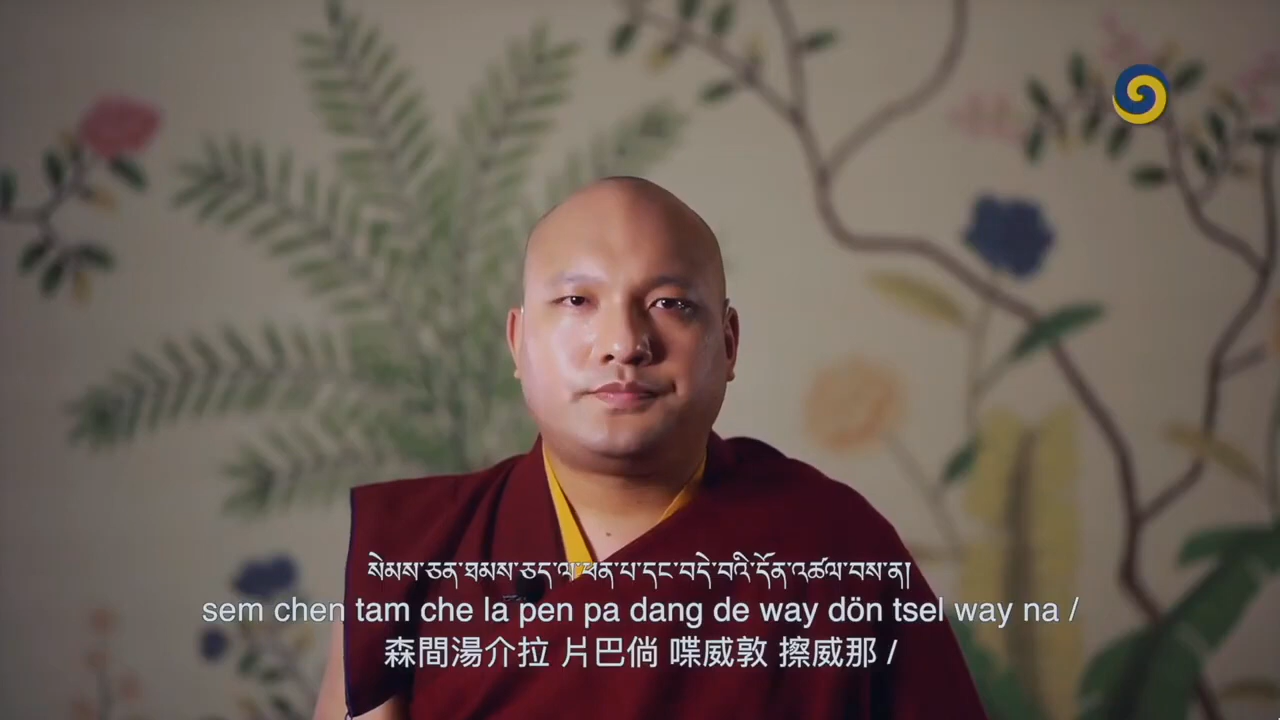 སེམས་ཅན་ཐམས་ཅད་ལ་ཕན་པ་དང་བདེ་བའི་དོན་འཚལ་བས་ན།
sem chen tam che la pen pa dang de way dön tsel way na /
森間湯介拉 片巴倘 喋威敦 擦威那 /